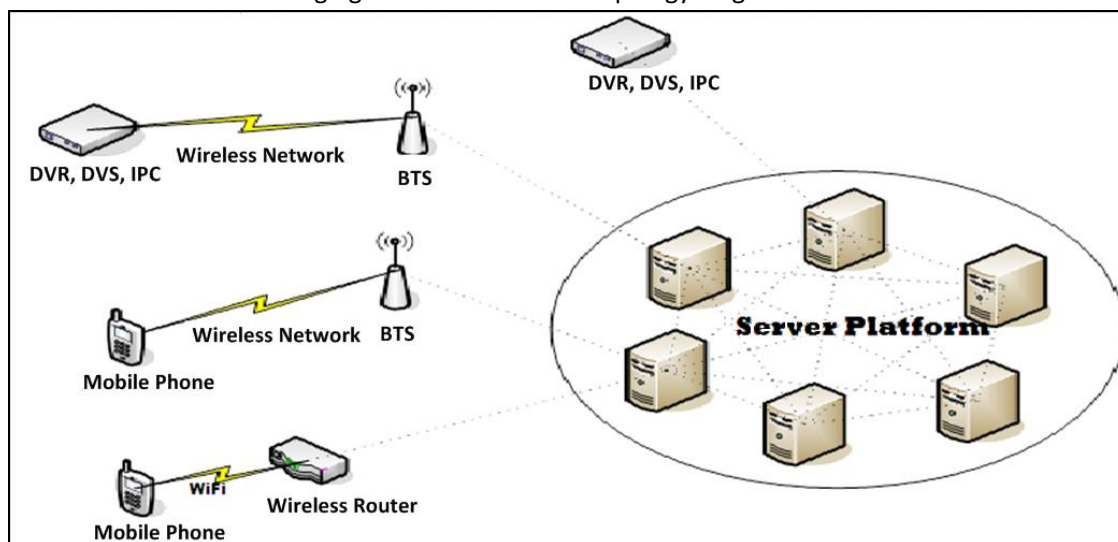 DVR, DVS, IPC
Wireless Network
DVR, DVS, IPC
BTS
Wireless Network
BTS
Mobile Phone
Server Platform
WiFi
Wireless Router
Mobile Phone